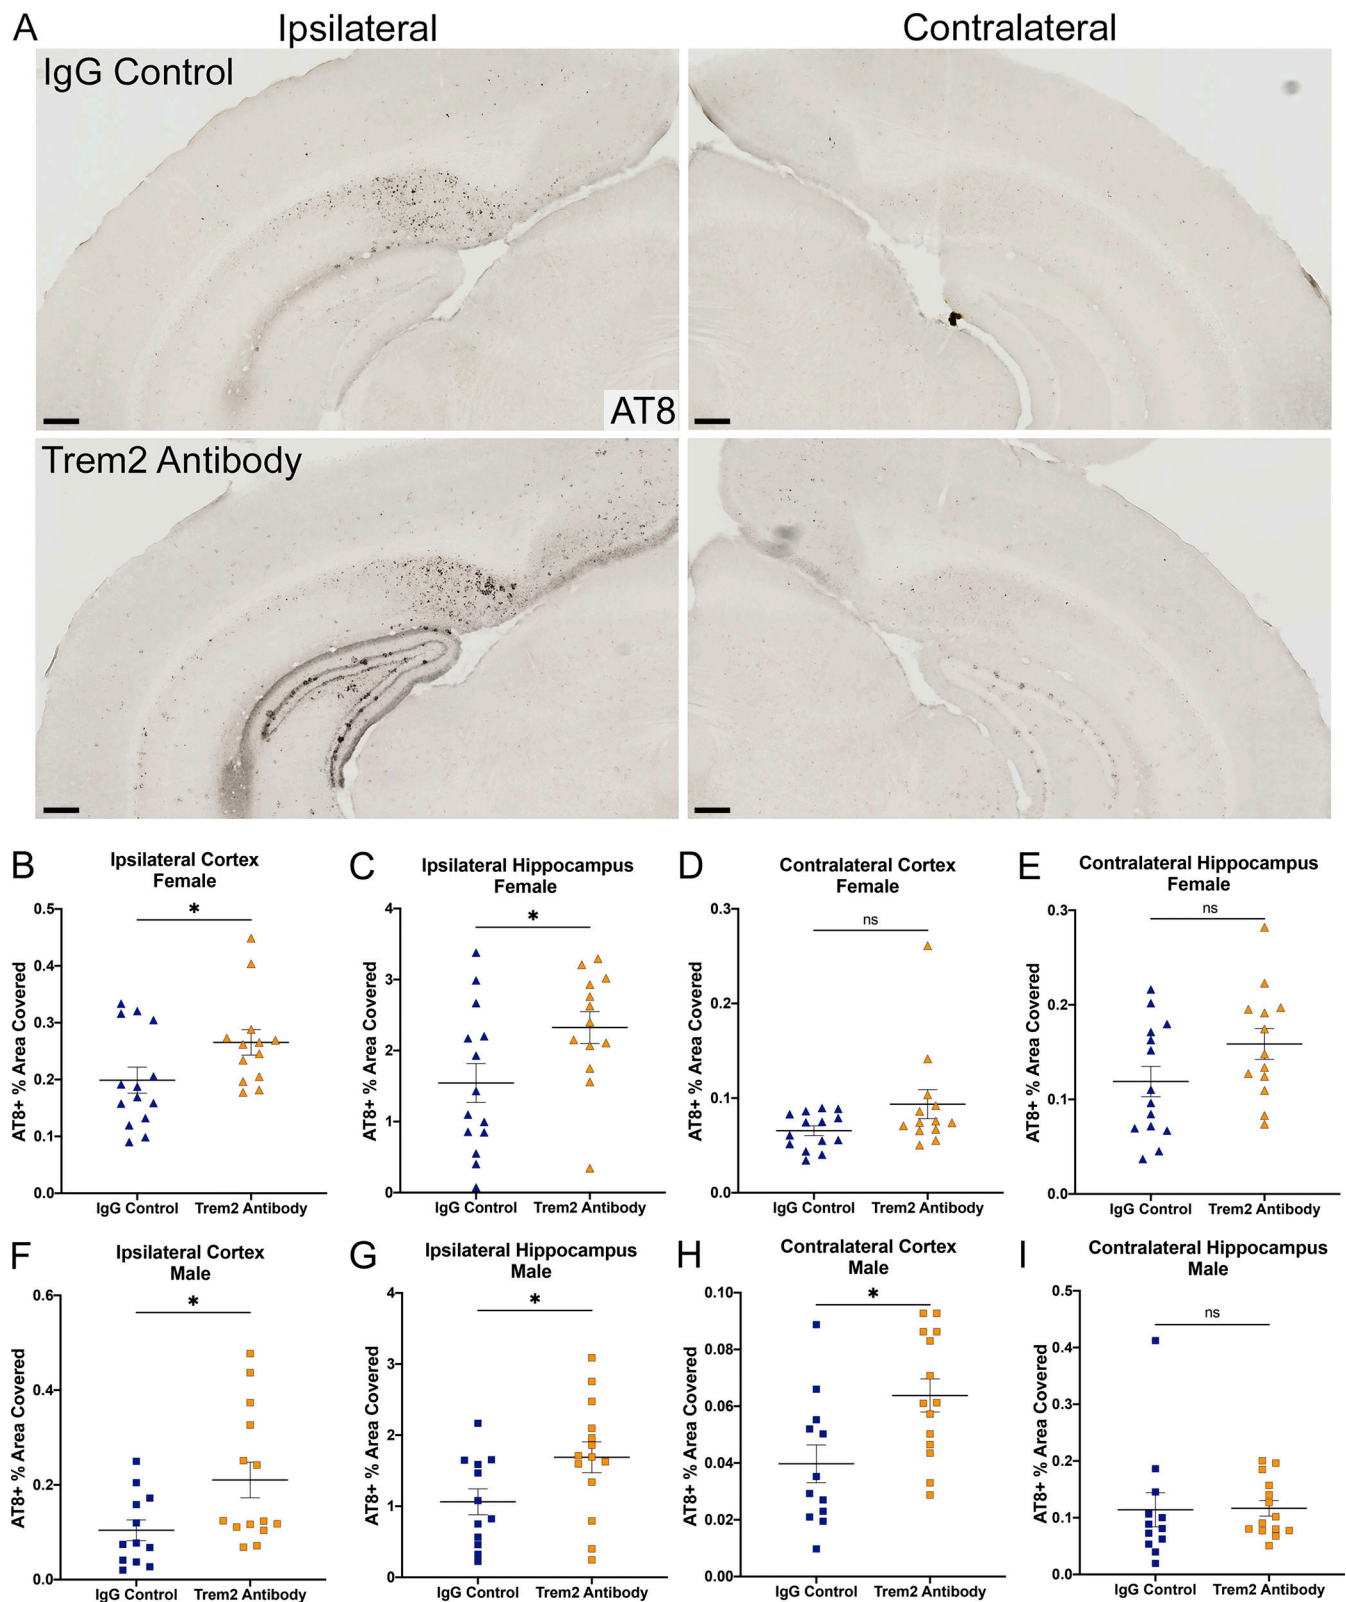 A
Ipsilateral
Contralateral
IgG Control
AT8
Trem2 Antibody
B
Ipsilateral Cortex
Female
*
AT8+ % Area Covered
0.5
0.4
0.3
0.2
0.1
0.0
IgG Control
Trem2 Antibody
C
Ipsilateral Hippocampus
Female
*
AT8+ % Area Covered
4
3
2
1
0
IgG Control
Trem2 Antibody
D
Contralateral Cortex
Female
ns
AT8+ % Area Covered
0.3
0.2
0.1
0.0
IgG Control
Trem2 Antibody
E
Contralateral Hippocampus
Female
ns
AT8+ % Area Covered
0.3
0.2
0.1
0.0
IgG Control
Trem2 Antibody
F
Ipsilateral Cortex
Male
*
AT8+ % Area Covered
0.6
0.4
0.2
0.0
IgG Control
Trem2 Antibody
G
Ipsilateral Hippocampus
Male
*
AT8+ % Area Covered
4
3
2
1
0
IgG Control
Trem2 Antibody
H
Contralateral Cortex
Male
*
AT8+ % Area Covered
0.10
0.08
0.06
0.04
0.02
0.00
IgG Control
Trem2 Antibody
I
Contralateral Hippocampus
Male
ns
AT8+ % Area Covered
0.5
0.4
0.3
0.2
0.1
0.0
IgG Control
Trem2 Antibody